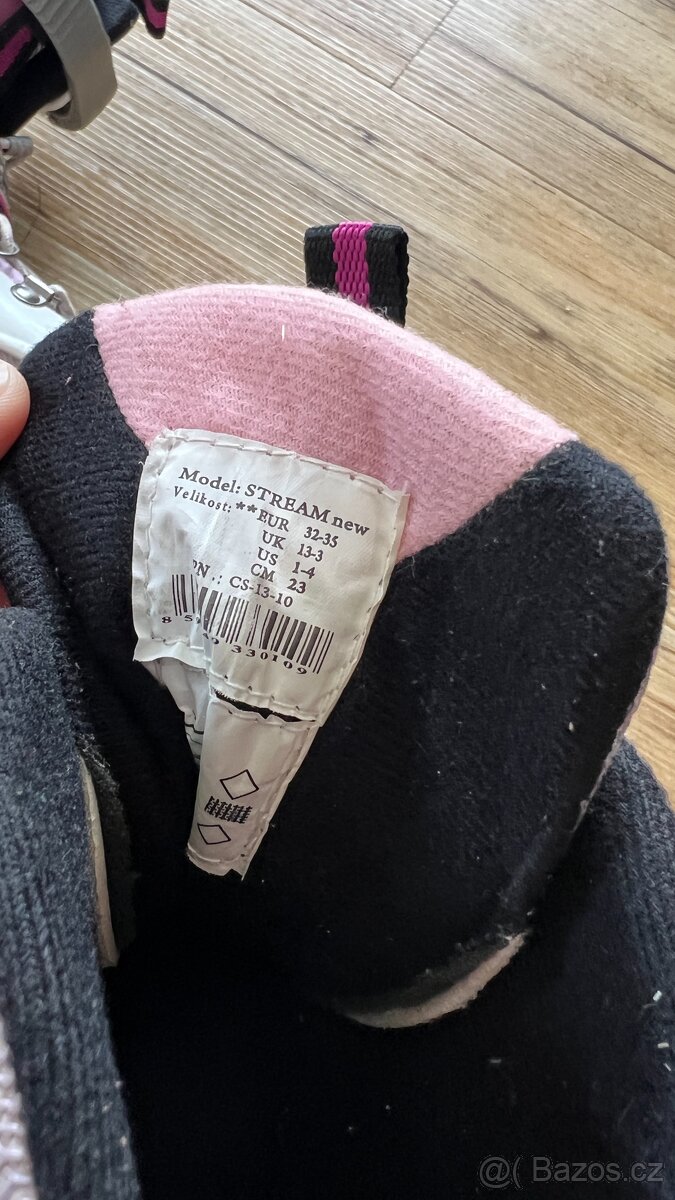 Model: STREAM new
Velikost: **EUR 32-35
UK 13-3
US 1-4
CM 23
PN .: CS-13-10
330109
@( Bazos.cz